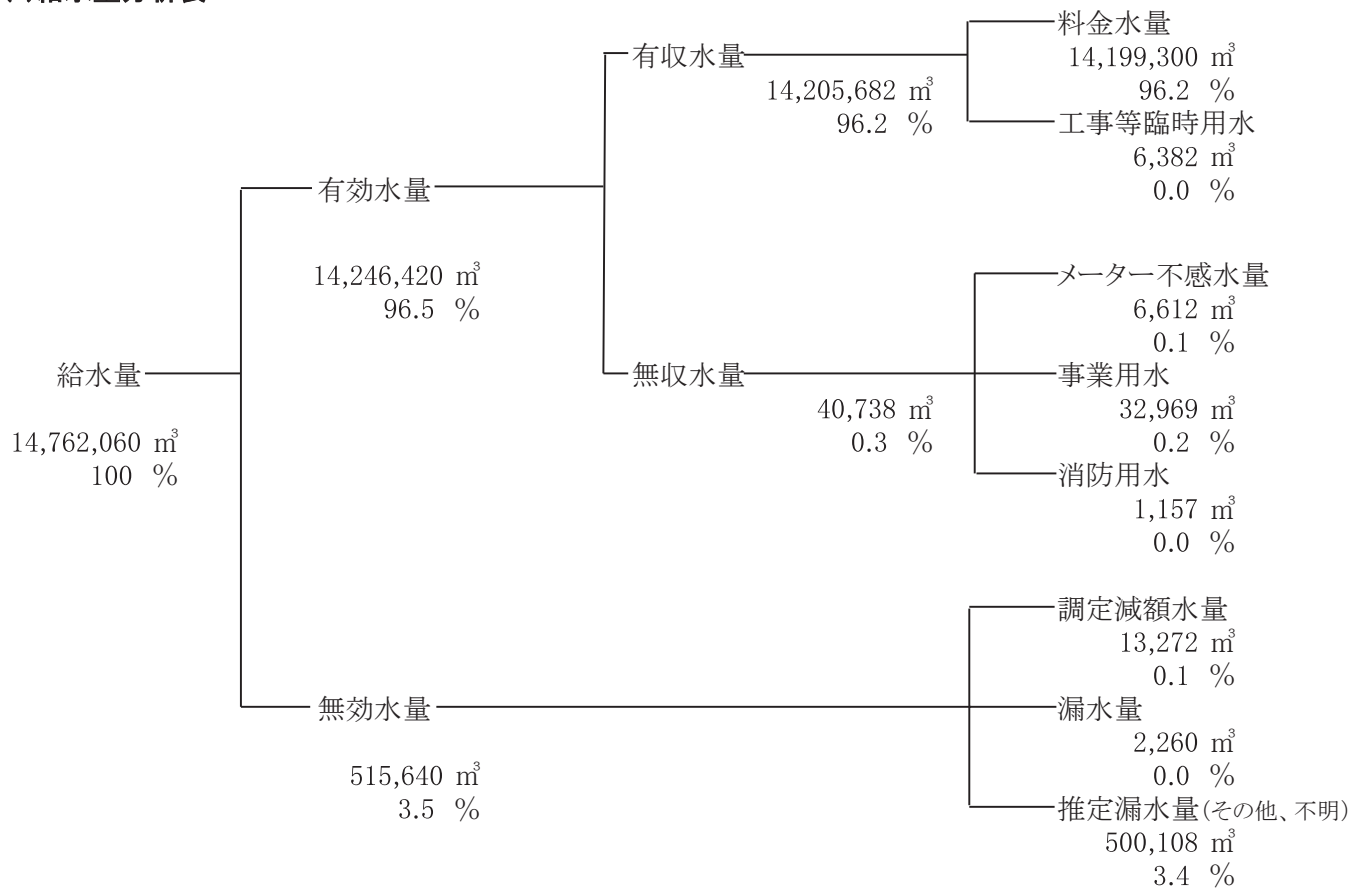 料金水量
14,199,300 ㎥
96.2 %
工事等臨時用水
6,382 ㎥
0.0 %
有収水量
14,205,682 ㎥
96.2 %
有効水量
14,246,420 ㎥
96.5 %
メーター不感水量
6,612 ㎥
0.1 %
事業用水
32,969 ㎥
0.2 %
消防用水
1,157 ㎥
0.0 %
無収水量
40,738 ㎥
0.3 %
給水量
14,762,060 ㎥
100 %
無効水量
515,640 ㎥
3.5 %
調定減額水量
13,272 ㎥
0.1 %
漏水量
2,260 ㎥
0.0 %
推定漏水量(その他、不明)
500,108 ㎥
3.4 %